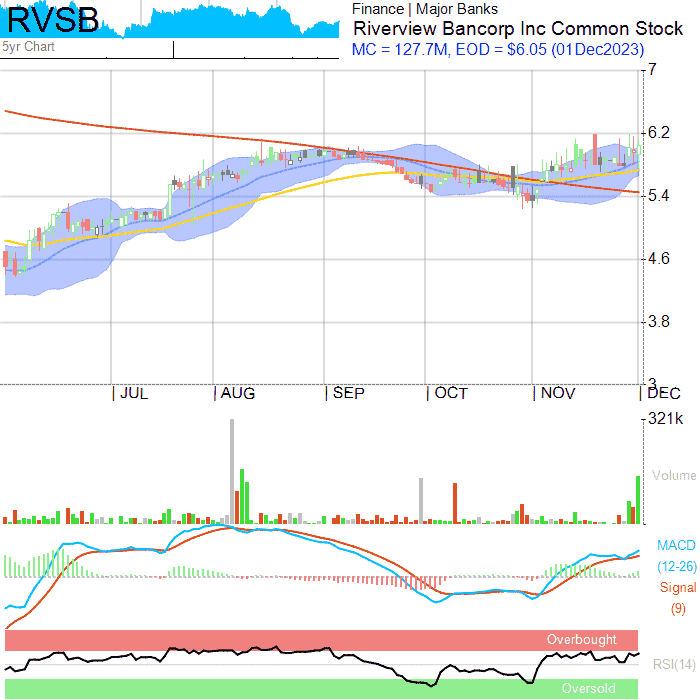 RVSB
5yr Chart
Finance | Major Banks
Riverview Bancorp Inc Common Stock
MC = 127.7M, EOD = $6.05 (01Dec2023)
7
6.2
5.4
4.6
3.8
3
| JUL | AUG | SEP | OCT | NOV | DEC
321k
Volume
MACD
(12-26)
Signal
(9)
Overbought
RSI(14)
Oversold